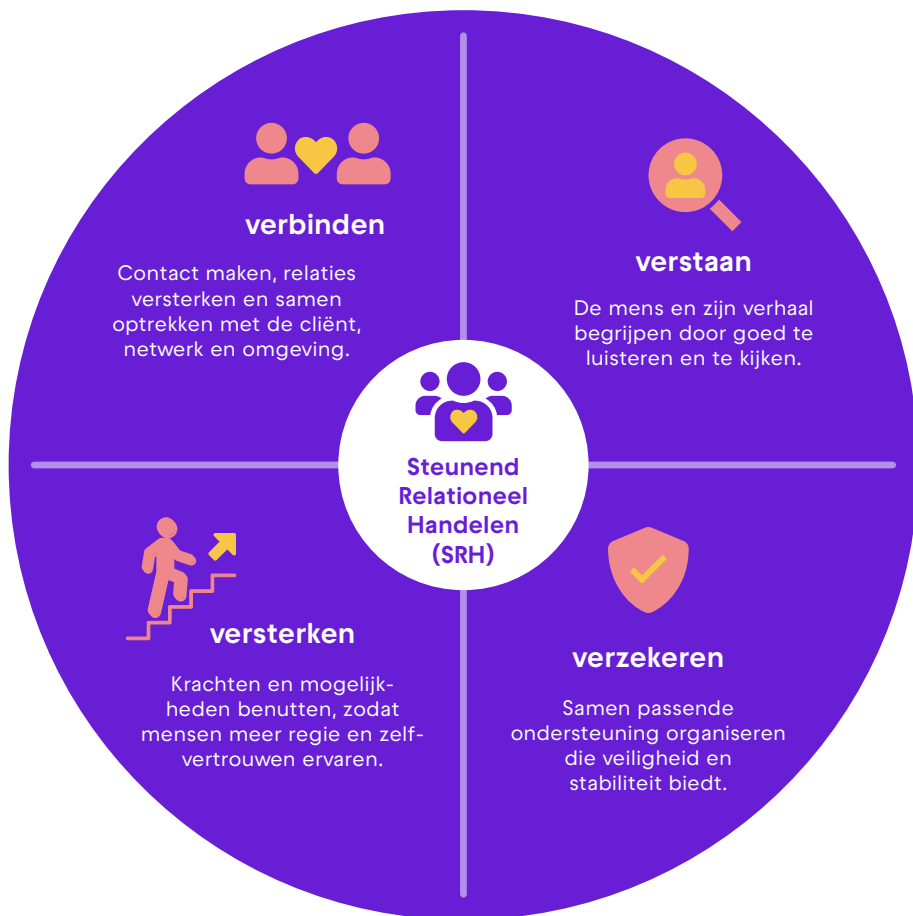 verbinden
Contact maken, relaties
versterken en samen
optrekken met de cliënt,
netwerk en omgeving.
verstaan
De mens en zijn verhaal
begrijpen door goed te
luisteren en te kijken.
Steunend
Relationeel
Handelen
(SRH)
versterken
Krachten en mogelijk-
heden benutten, zodat
mensen meer regie en zelf-
vertrouwen ervaren.
verzekeren
Samen passende
ondersteuning organiseren
die veiligheid en
stabiliteit biedt.